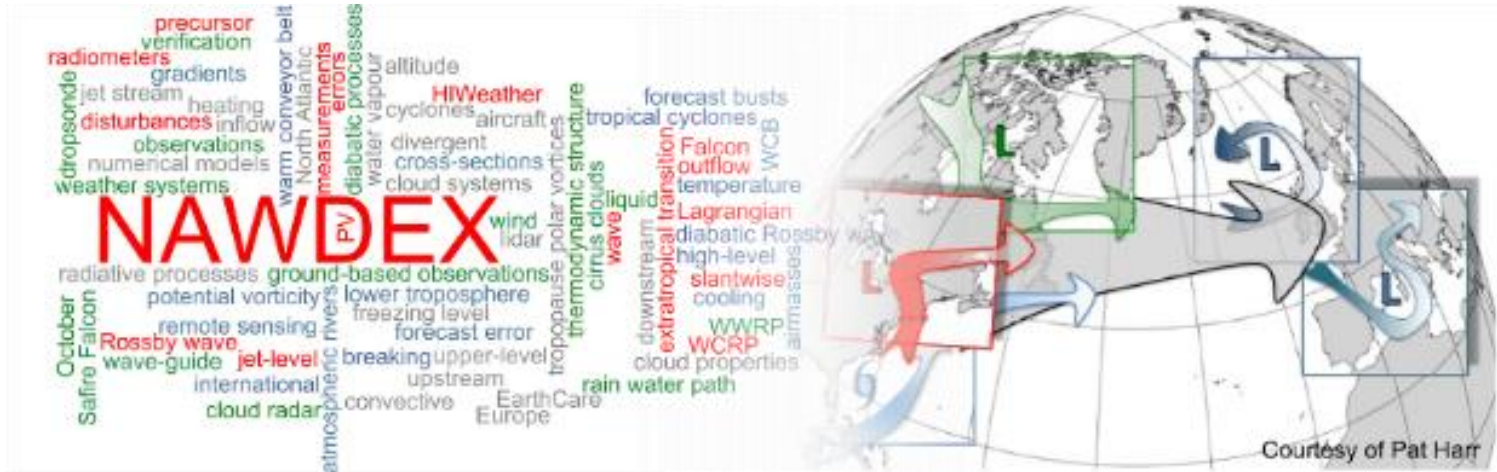 precursor
verification
radiometers
gradients
jet stream
heating
disturbances inflow
observations
numerical models
weather systems
dropsonde
warm conveyor belt
North Atlantic
measurements
errors
diabatic processes
water vapour
altitude
HIWeather
cyclones
aircraft
divergent
cross-sections
cloud systems
NAWDEX
PV
wind
lidar
tropopause polar vortices
thermodynamic structure
cirrus clouds
liquid
wave
forecast busts
tropical cyclones
WCB
Falcon
outflow
temperature
Lagrangian
diabatic Rossby wave
high-level
slantwise
cooling
airmasses
downstream
extratropical transition
WWRP
WCRP
cloud properties
rain water path
radiative processes
ground-based observations
potential vorticity
lower troposphere
freezing level
remote sensing
forecast error
Rossby wave
wave-guide
jet-level
breaking
upper-level
international
upstream
cloud radar
convective
EarthCare
Europe
atmospheric rivers
October
Safire Falcon
L
L
L
L
Courtesy of Pat Harr